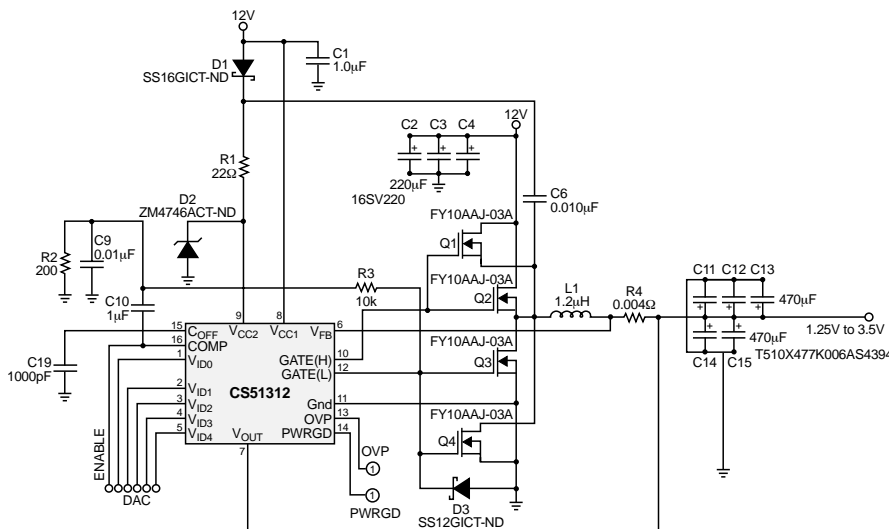 12V
D1
SS16GICT-ND
C1
1.0µF
12V
C2 C3 C4
220µF
16SV220
R1
22Ω
C6
0.010µF
D2
ZM4746ACT-ND
FY10AAJ-03A
Q1
R2
200
C9
0.01µF
R3
10k
FY10AAJ-03A
Q2
L1
1.2µH
R4
0.004Ω
C11 C12 C13
470µF
C10
1µF
9
8
VCC2
VCC1
15
COFF
VFB
6
16
COMP
1
VID0
1.25V to 3.5V
470µF
C14 C15
T510X477K006AS4394
C19
1000pF
FY10AAJ-03A
Q3
GATE(H)
10
GATE(L)
12
CS51312
2
VID1
3
VID2
4
VID3
5
VID4
Gnd
11
OVP
13
PWRGD
14
VOUT
7
FY10AAJ-03A
Q4
ENABLE
DAC
OVP
1
1
PWRGD
D3
SS12GICT-ND